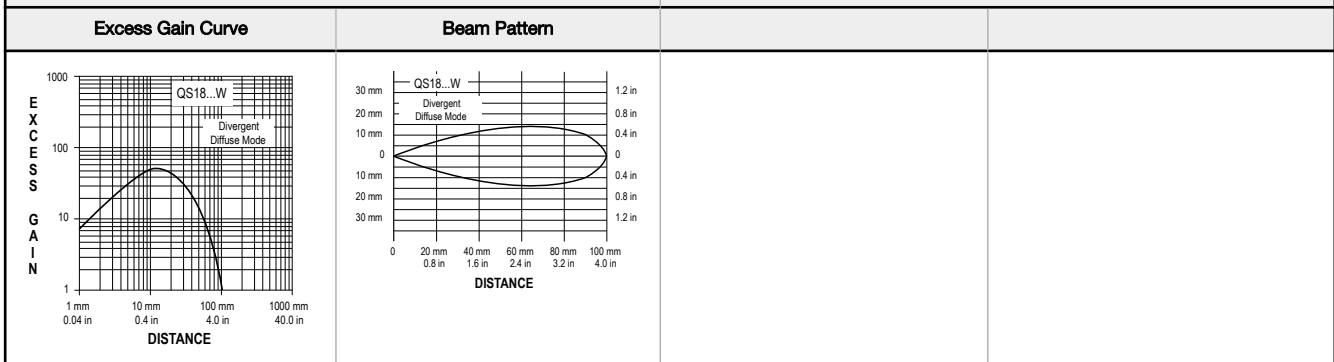 Excess Gain Curve
Beam Pattern
EXCESS GAIN
1000
100
10
1
QS18...W
Divergent
Diffuse Mode
1 mm 10 mm 100 mm 1000 mm
0.04 in 0.4 in 4.0 in 40.0 in
DISTANCE
QS18...W
Divergent
Diffuse Mode
30 mm 1.2 in
20 mm 0.8 in
10 mm 0.4 in
0 0
10 mm 0.4 in
20 mm 0.8 in
30 mm 1.2 in
0 20 mm 40 mm 60 mm 80 mm 100 mm
0.8 in 1.6 in 2.4 in 3.2 in 4.0 in
DISTANCE